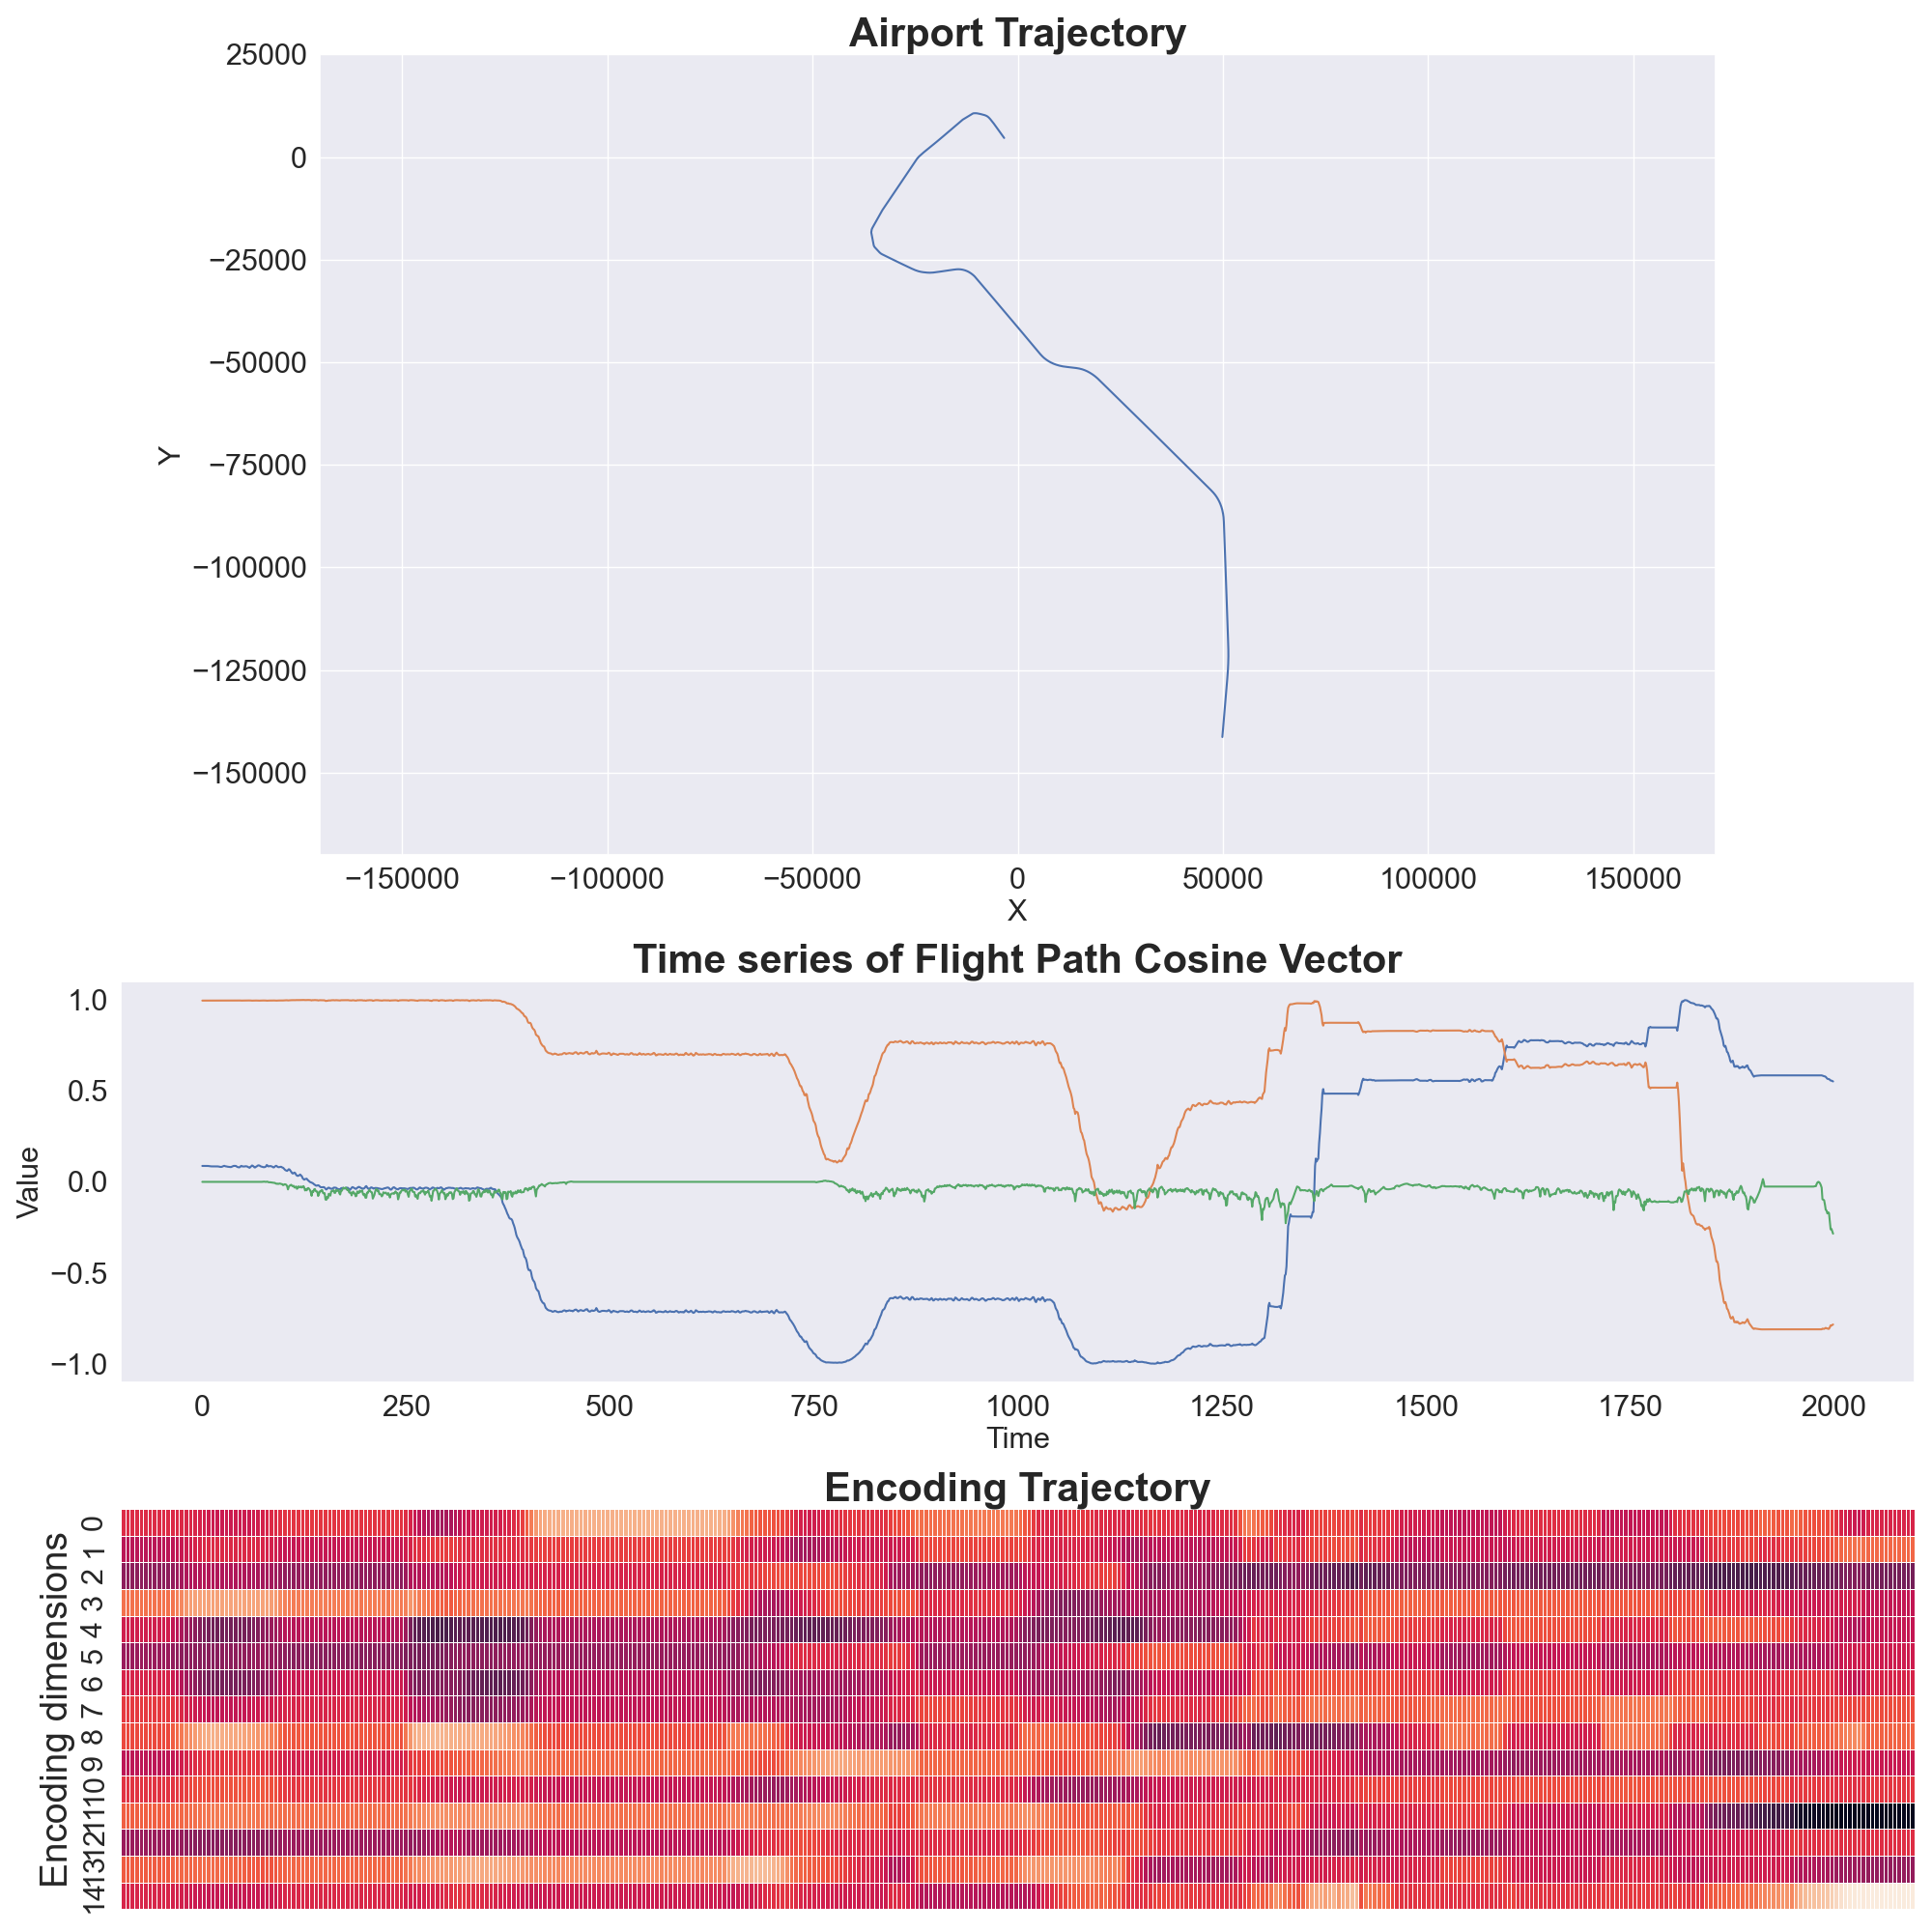 Airport Trajectory
25000
0
−25000
−50000
−75000
−100000
−125000
−150000
Y
−150000 −100000 −50000 0 50000 100000 150000
X
Time series of Flight Path Cosine Vector
1.0
0.5
0.0
−0.5
−1.0
Value
0 250 500 750 1000 1250 1500 1750 2000
Time
Encoding Trajectory
Encoding dimensions
0
1
2
3
4
5
6
7
8
9
10
11
12
13
14